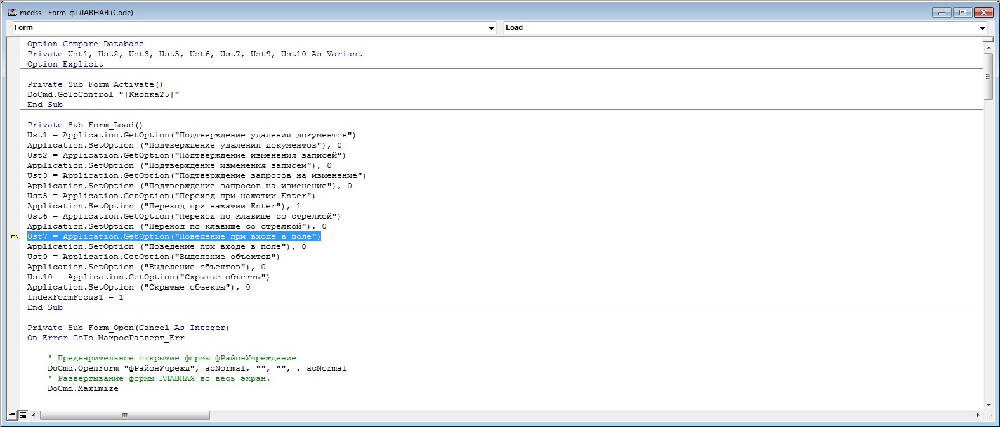 medss - Form_фГЛАВНАЯ (Code)
Form Load
Option Compare Database
Private Ust1, Ust2, Ust3, Ust5, Ust6, Ust7, Ust9, Ust10 As Variant
Option Explicit
Private Sub Form_Activate()
DoCmd.GoToControl "[Кнопка25]"
End Sub
Private Sub Form_Load()
Ust1 = Application.GetOption("Подтверждение удаления документов")
Application.SetOption ("Подтверждение удаления документов"), 0
Ust2 = Application.GetOption("Подтверждение изменения записей")
Application.SetOption ("Подтверждение изменения записей"), 0
Ust3 = Application.GetOption("Подтверждение запросов на изменение")
Application.SetOption ("Подтверждение запросов на изменение"), 0
Ust5 = Application.GetOption("Переход при нажатии Enter")
Application.SetOption ("Переход при нажатии Enter"), 1
Ust6 = Application.GetOption("Переход по клавише со стрелкой")
Application.SetOption ("Переход по клавише со стрелкой"), 0
Ust7 = Application.GetOption("Поведение при входе в поле")
Application.SetOption ("Поведение при входе в поле"), 0
Ust9 = Application.GetOption("Выделение объектов")
Application.SetOption ("Выделение объектов"), 0
Ust10 = Application.GetOption("Скрытые объекты")
Application.SetOption ("Скрытые объекты"), 0
IndexFormFocus1 = 1
End Sub
Private Sub Form_Open(Cancel As Integer)
On Error GoTo МакросРазверт_Err
' Предварительное открытие формы фРайонУчреждение
DoCmd.OpenForm "фРайонУчрежд", acNormal, "", "", , acNormal
' Развертывание формы ГЛАВНАЯ во весь экран.
DoCmd.Maximize